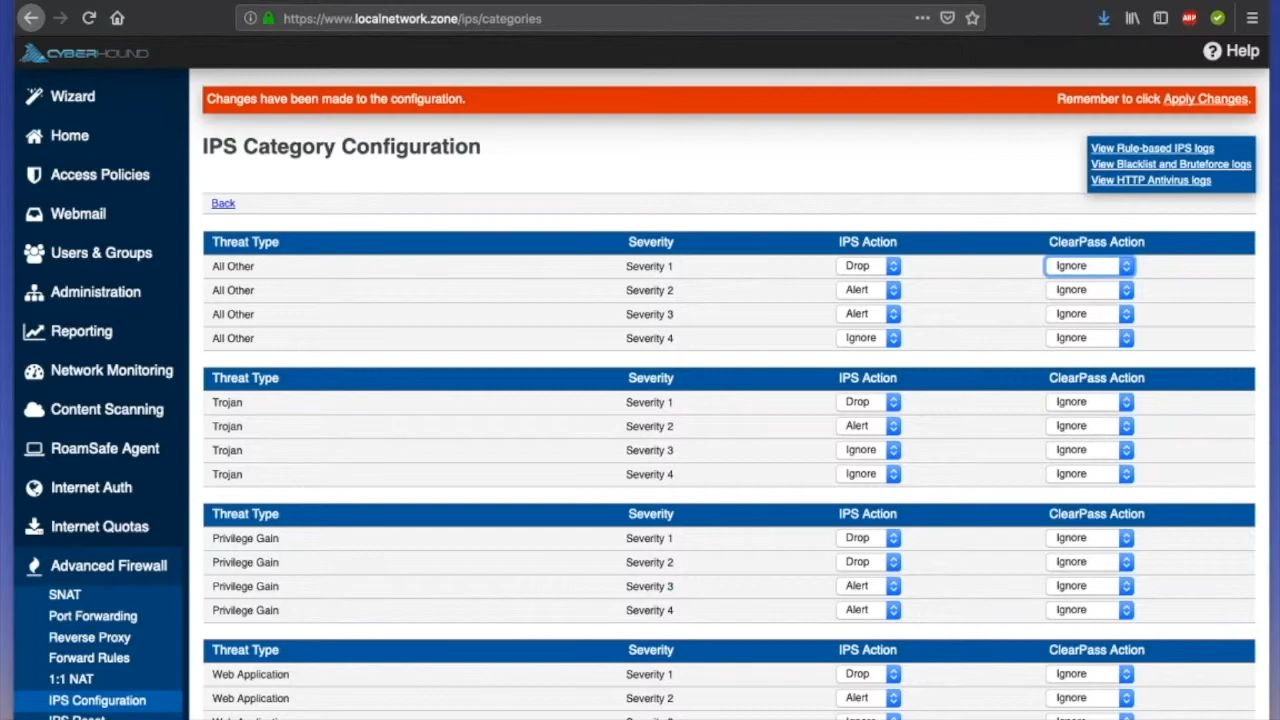 https://www.localnetwork.zone/ips/categories
ABP
CYBERHOUND
Help
Wizard
Home
Access Policies
Webmail
Users & Groups
Administration
Reporting
Network Monitoring
Content Scanning
RoamSafe Agent
Internet Auth
Internet Quotas
Advanced Firewall
SNAT
Port Forwarding
Reverse Proxy
Forward Rules
1:1 NAT
IPS Configuration
IPS Reset
Changes have been made to the configuration. Remember to click Apply Changes.
IPS Category Configuration
View Rule-based IPS logs
View Blacklist and Bruteforce logs
View HTTP Antivirus logs
Back
Threat Type Severity IPS Action ClearPass Action
All Other Severity 1 Drop Ignore
All Other Severity 2 Alert Ignore
All Other Severity 3 Alert Ignore
All Other Severity 4 Ignore Ignore
Threat Type Severity IPS Action ClearPass Action
Trojan Severity 1 Drop Ignore
Trojan Severity 2 Alert Ignore
Trojan Severity 3 Ignore Ignore
Trojan Severity 4 Ignore Ignore
Threat Type Severity IPS Action ClearPass Action
Privilege Gain Severity 1 Drop Ignore
Privilege Gain Severity 2 Drop Ignore
Privilege Gain Severity 3 Alert Ignore
Privilege Gain Severity 4 Alert Ignore
Threat Type Severity IPS Action ClearPass Action
Web Application Severity 1 Drop Ignore
Web Application Severity 2 Alert Ignore